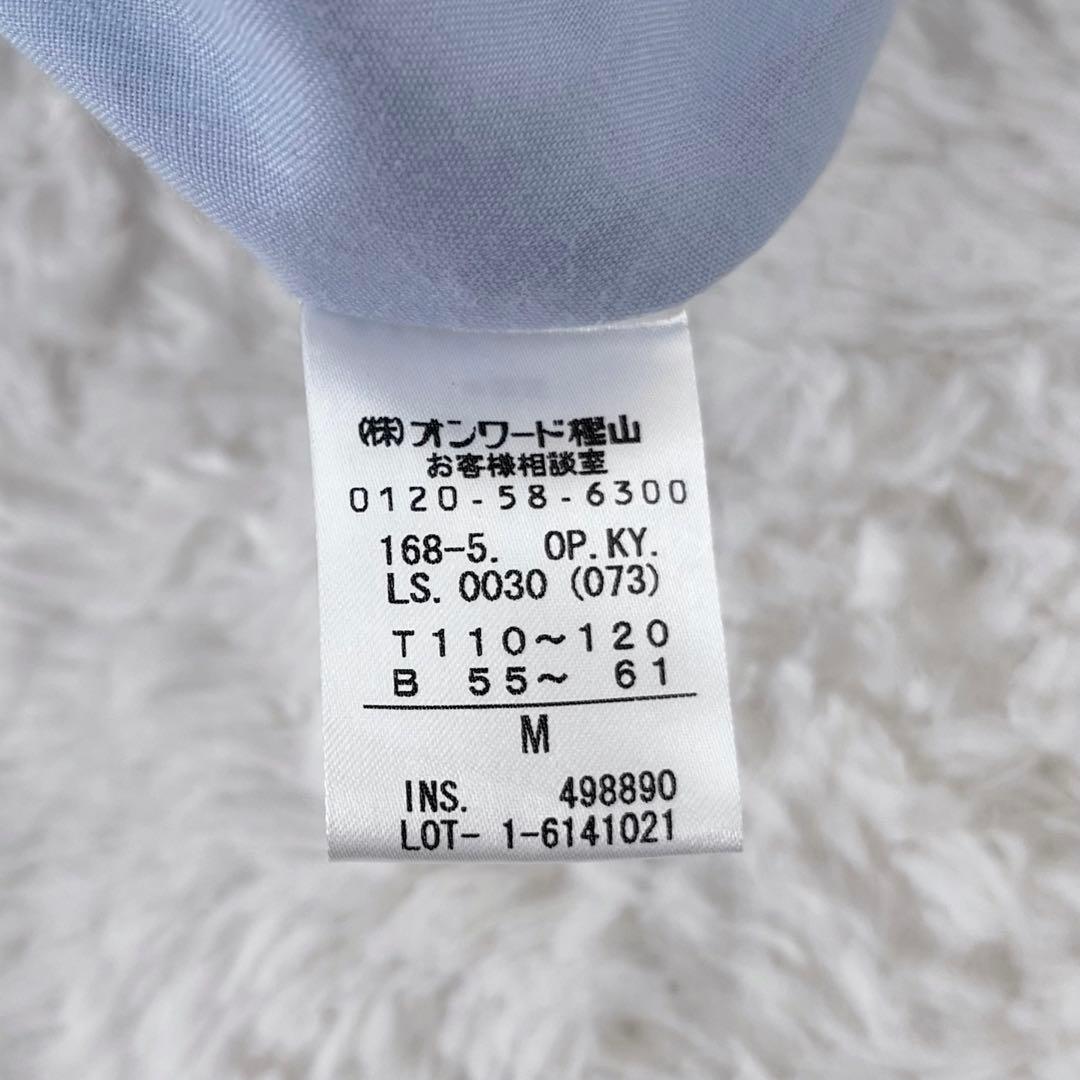 (株)オンワード樫山
お客様相談室
0120-58-6300
168-5. OP.KY.
LS. 0030 (073)
T110～120
B 55～ 61
M
INS. 498890
LOT- 1-6141021